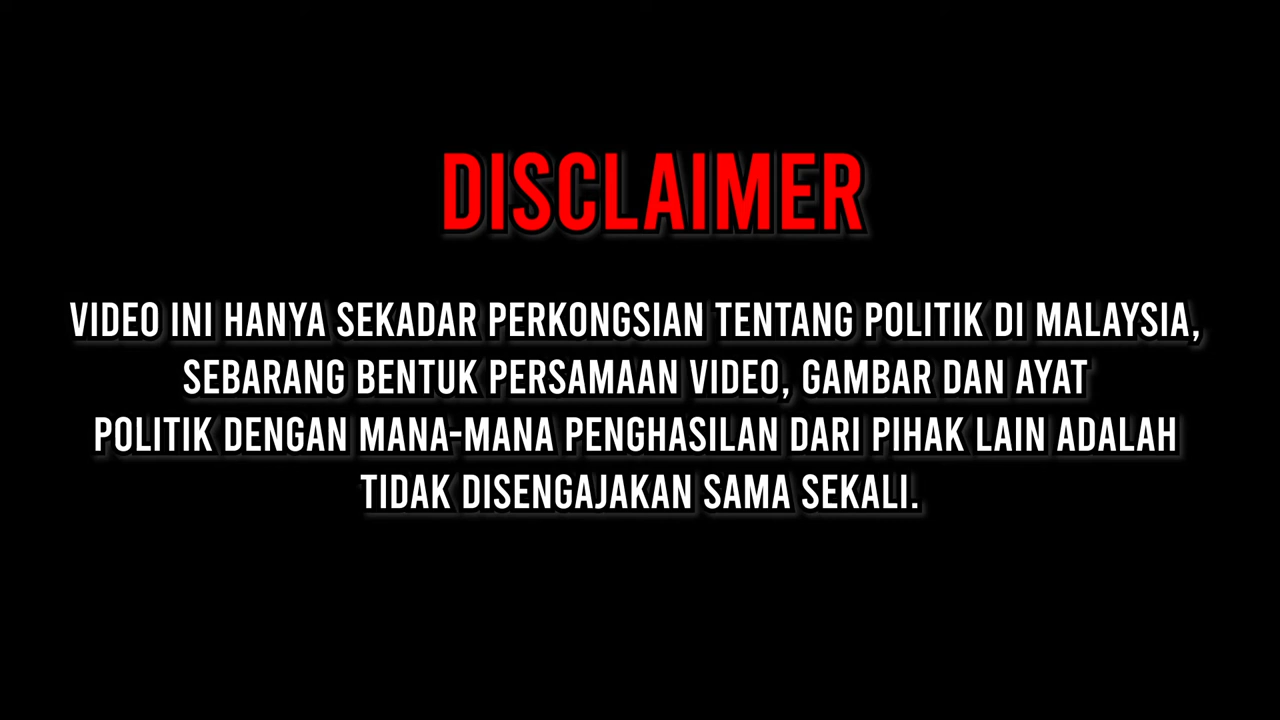 DISCLAIMER
VIDEO INI HANYA SEKADAR PERKONGSIAN TENTANG POLITIK DI MALAYSIA,
SEBARANG BENTUK PERSAMAAN VIDEO, GAMBAR DAN AYAT
POLITIK DENGAN MANA-MANA PENGHASILAN DARI PIHAK LAIN ADALAH
TIDAK DISENGAJAKAN SAMA SEKALI.